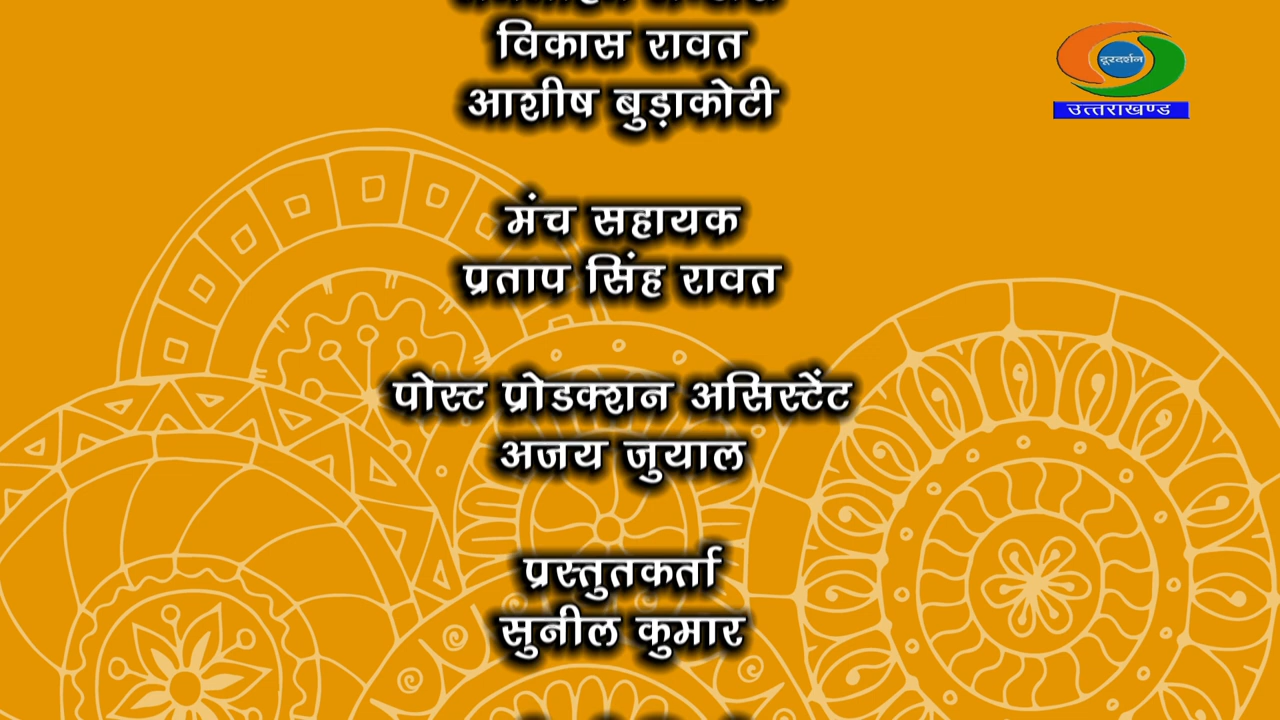 विकास रावत
आशीष बुड़ाकोटी
दूरदर्शन
उत्तराखण्ड
मंच सहायक
प्रताप सिंह रावत
पोस्ट प्रोडक्शन असिस्टेंट
अजय जुयाल
प्रस्तुतकर्ता
सुनील कुमार